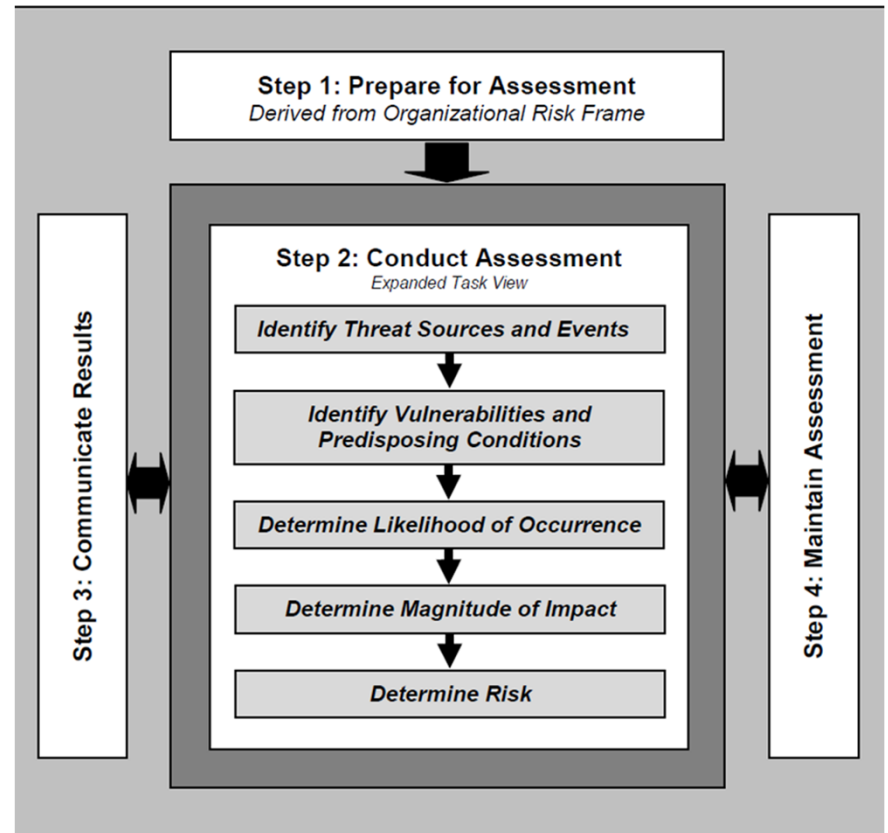 Step 1: Prepare for Assessment
Derived from Organizational Risk Frame
Step 2: Conduct Assessment
Expanded Task View
Identify Threat Sources and Events
Identify Vulnerabilities and
Predisposing Conditions
Determine Likelihood of Occurrence
Determine Magnitude of Impact
Determine Risk
Step 3: Communicate Results
Step 4: Maintain Assessment